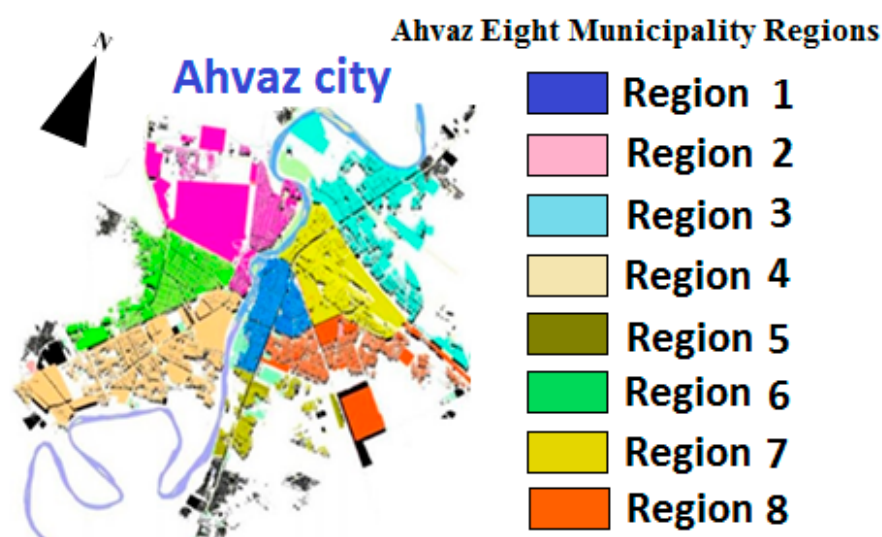 N
Ahvaz Eight Municipality Regions
Ahvaz city
Region 1
Region 2
Region 3
Region 4
Region 5
Region 6
Region 7
Region 8